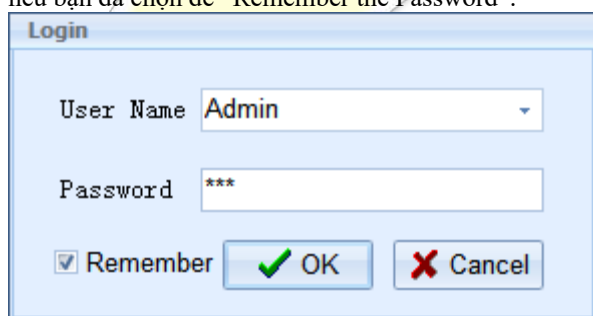 nếu bạn đã chọn để "Remember the Password".
Login
User Name Admin
Password ***
Remember OK Cancel